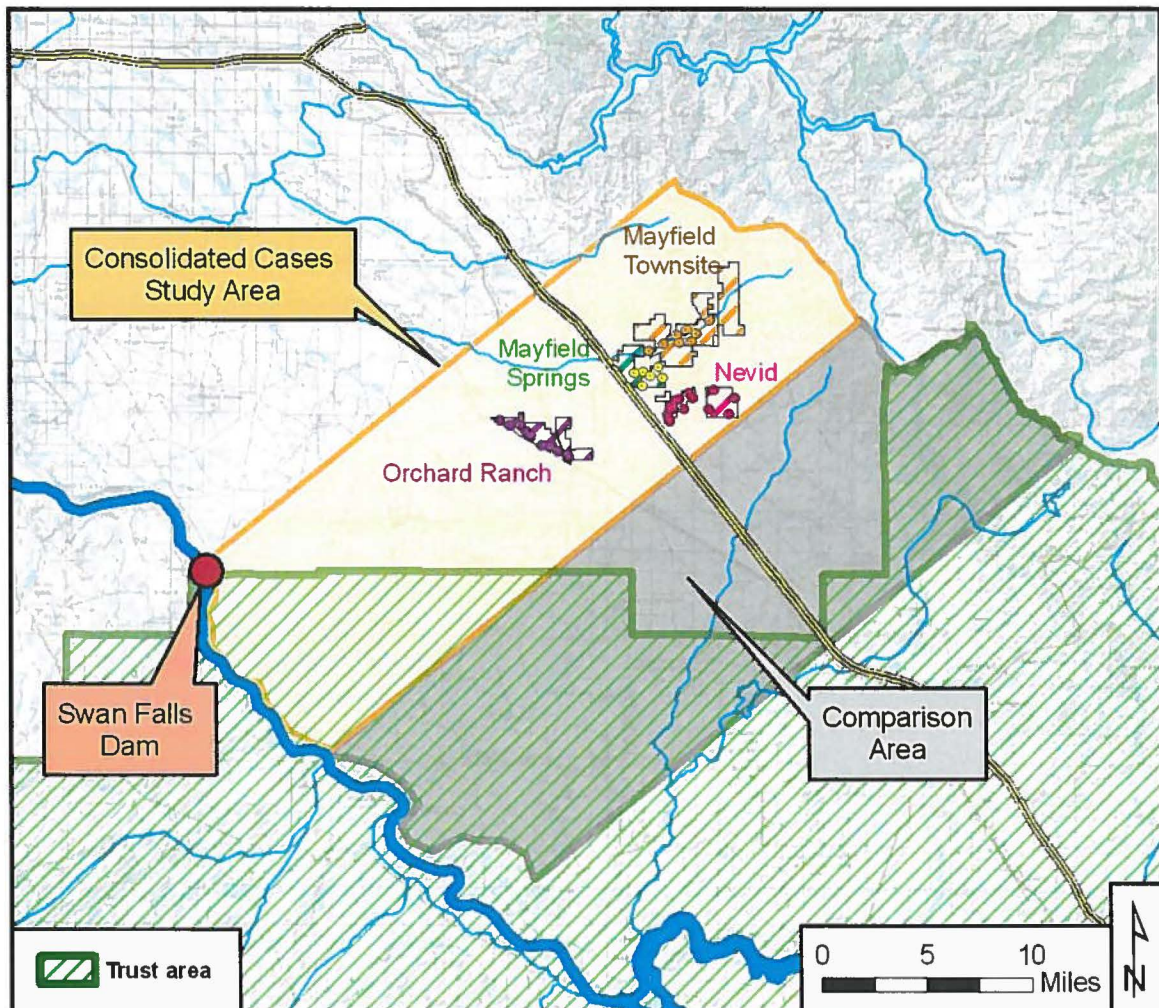 Consolidated Cases
Study Area
Mayfield
Townsite
Mayfield
Springs
Nevid
Orchard Ranch
Swan Falls
Dam
Comparison
Area
Trust area
0 5 10
Miles
N